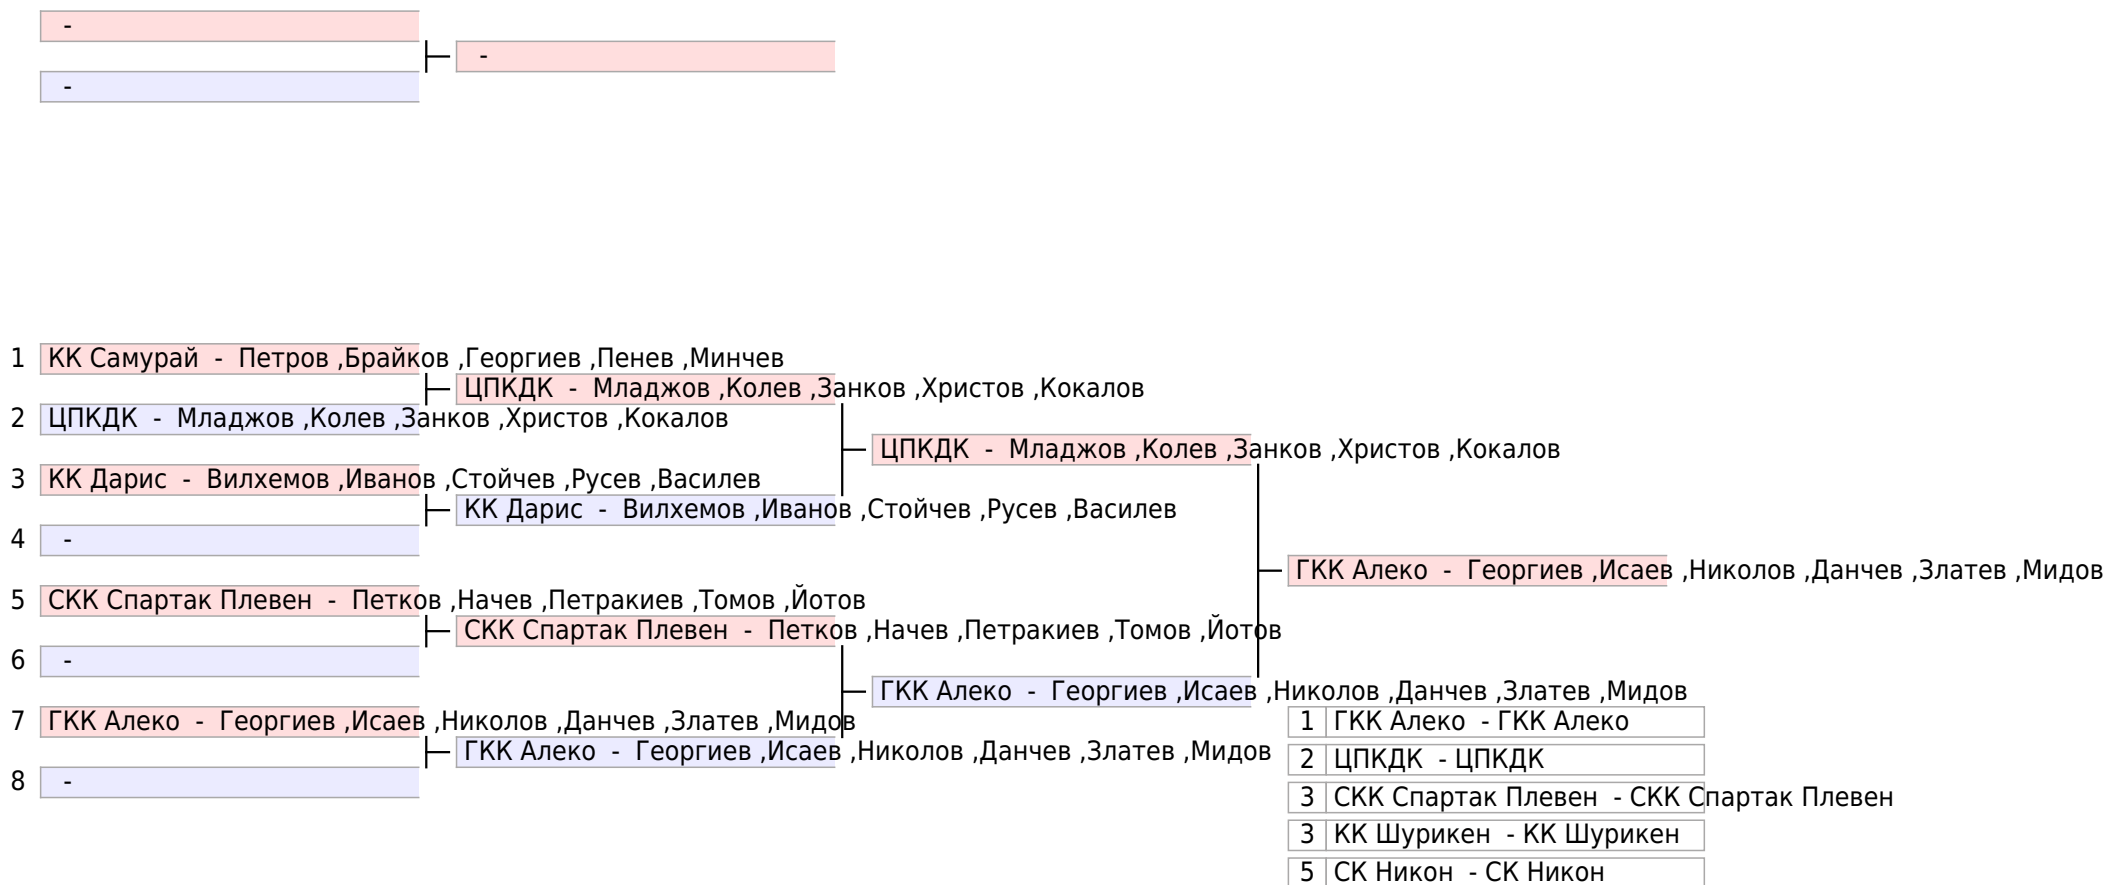 -
-
-
1 КК Самурай - Петров ,Брайков ,Георгиев ,Пенев ,Минчев
ЦПКДК - Младжов ,Колев ,Занков ,Христов ,Кокалов
2 ЦПКДК - Младжов ,Колев ,Занков ,Христов ,Кокалов
ЦПКДК - Младжов ,Колев ,Занков ,Христов ,Кокалов
3 КК Дарис - Вилхемов ,Иванов ,Стойчев ,Русев ,Василев
КК Дарис - Вилхемов ,Иванов ,Стойчев ,Русев ,Василев
4 -
ГКК Алеко - Георгиев ,Исаев ,Николов ,Данчев ,Златев ,Мидов
5 СКК Спартак Плевен - Петков ,Начев ,Петракиев ,Томов ,Йотов
СКК Спартак Плевен - Петков ,Начев ,Петракиев ,Томов ,Йотов
6 -
ГКК Алеко - Георгиев ,Исаев ,Николов ,Данчев ,Златев ,Мидов
7 ГКК Алеко - Георгиев ,Исаев ,Николов ,Данчев ,Златев ,Мидов
ГКК Алеко - Георгиев ,Исаев ,Николов ,Данчев ,Златев ,Мидов
8 -
1 ГКК Алеко - ГКК Алеко
2 ЦПКДК - ЦПКДК
3 СКК Спартак Плевен - СКК Спартак Плевен
3 КК Шурикен - КК Шурикен
5 СК Никон - СК Никон